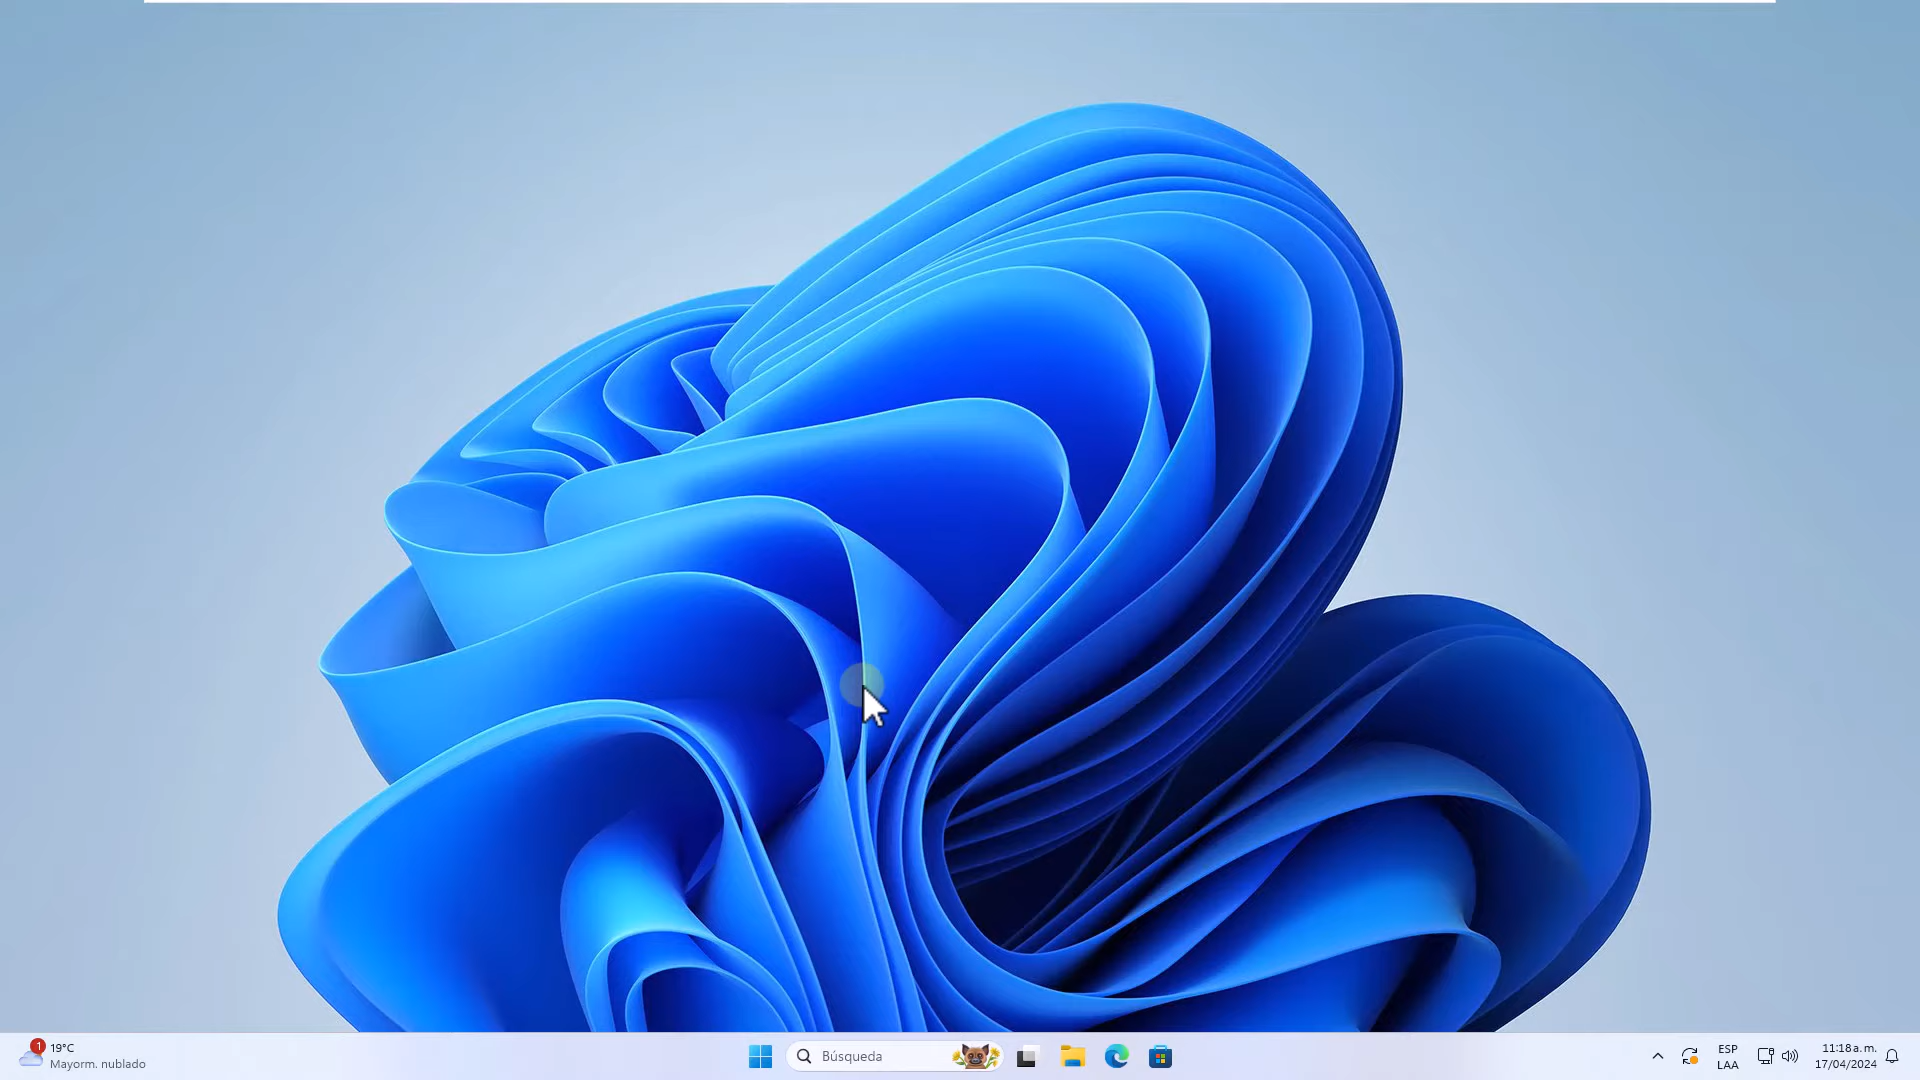 1
19°C
Mayorm. nublado
Búsqueda
ESP
LAA
11:18 a. m.
17/04/2024